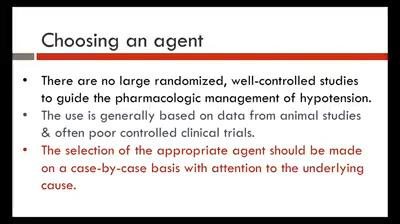 Choosing an agent
• There are no large randomized, well-controlled studies
to guide the pharmacologic management of hypotension.
• The use is generally based on data from animal studies
& often poor controlled clinical trials.
• The selection of the appropriate agent should be made
on a case-by-case basis with attention to the underlying
cause.